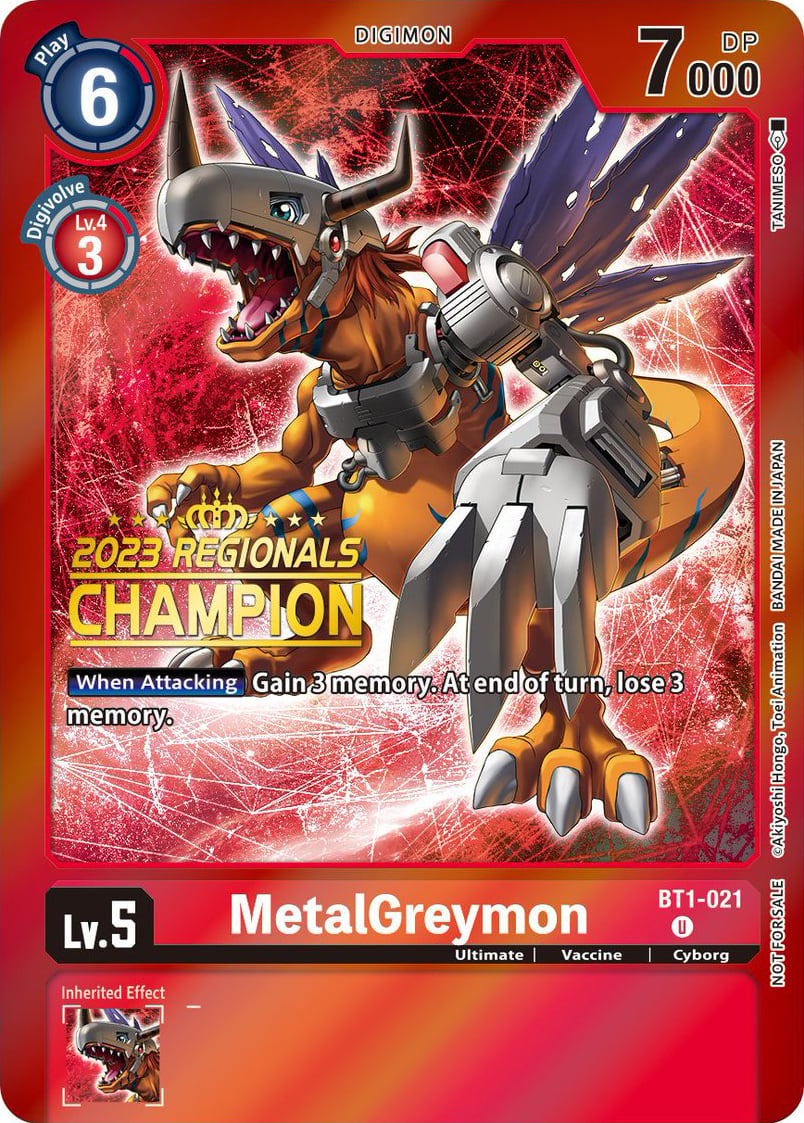 DIGIMON
Play
6
7000
DP
Digivolve
Lv.4
3
TANIMESO
2023 REGIONALS
CHAMPION
When Attacking Gain 3 memory. At end of turn, lose 3
memory.
©Akiyoshi Hongo, Toei Animation BANDAI MADE IN JAPAN
Lv.5
MetalGreymon
BT1-021
U
Ultimate | Vaccine | Cyborg
NOT FOR SALE
Inherited Effect
–